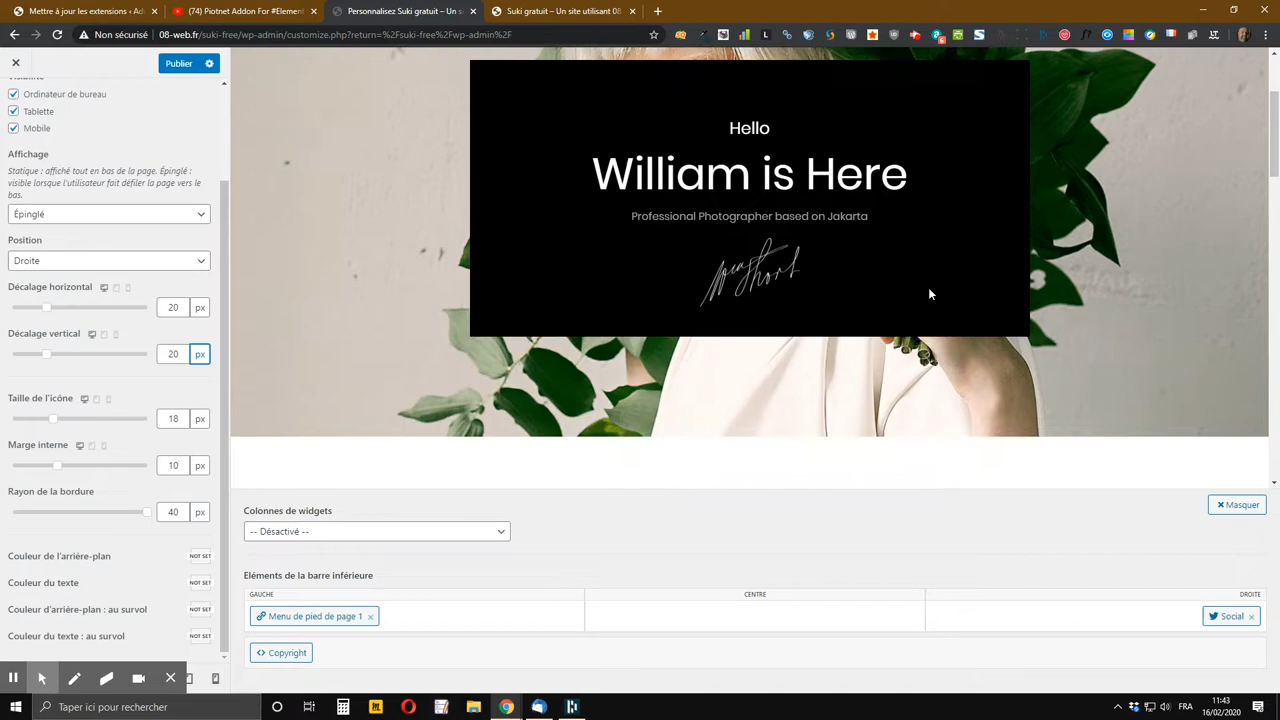 Mettre à jour les extensions ‹ Ad
(74) Pinterest Addon For #Elemen
Personnalisez Suki gratuit – Un s
Suki gratuit – Un site utilisant 08
Non sécurisé | 08.fr/suki-free/wp-admin/customize.php?return=%2Fsuki-free%2Fwp-admin%2F
Publier
Visibilité
Ordinateur de bureau
Tablette
Mobile
Affichage
Statique : affiché tout en bas de la page. Épinglé :
visible lorsque l'utilisateur fait défiler la page vers le
bas.
Épinglé
Position
Droite
Décalage horizontal
20 px
Décalage vertical
20 px
Taille de l'icône
18 px
Marge interne
10 px
Rayon de la bordure
40 px
Couleur de l'arrière-plan NOT SET
Couleur du texte NOT SET
Couleur d'arrière-plan : au survol NOT SET
Couleur du texte : au survol NOT SET
Hello
William is Here
Professional Photographer based on Jakarta
Colonnes de widgets
Masquer
-- Désactivé --
Eléments de la barre inférieure
GAUCHE CENTRE DROITE
Menu de pied de page 1 × Social ×
Copyright
Taper ici pour rechercher
FRA
11:43
16/02/2020